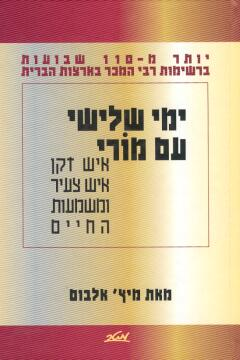 יותר מ-110 שבועות
ברשימות רבי המכר בארצות הברית
ימי שלישי
עם מורי
איש זקן
איש צעיר
ומשמעות
החיים
מאת מיץ' אלבום